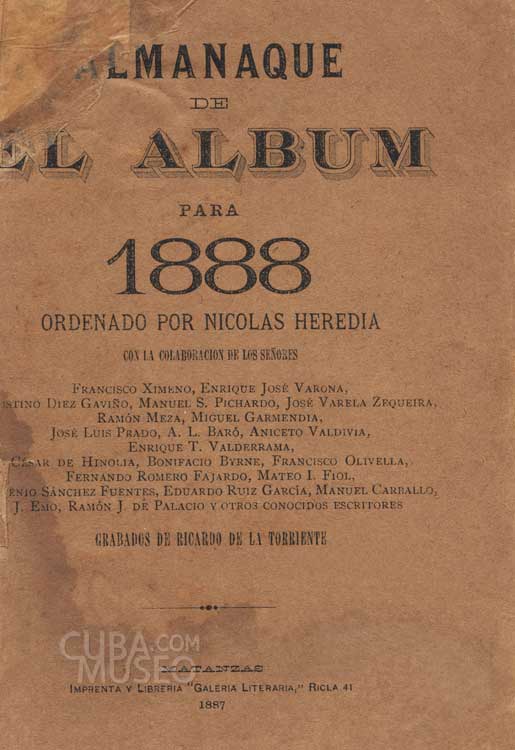 ALMANAQUE
DE
EL ALBUM
PARA
1888
ORDENADO POR NICOLAS HEREDIA
CON LA COLABORACION DE LOS SEÑORES
FRANCISCO XIMENO, ENRIQUE JOSÉ VARONA,
STINO DIEZ GAVIÑO, MANUEL S. PICHARDO, JOSÉ VARELA ZEQUEIRA,
RAMÓN MEZA, MIGUEL GARMENDIA,
JOSÉ LUIS PRADO, A. L. BARÓ, ANICETO VALDIVIA,
ENRIQUE T. VALDERRAMA,
CÉSAR DE HINOLIA, BONIFACIO BYRNE, FRANCISCO OLIVELLA,
FERNANDO ROMERO FAJARDO, MATEO I. FIOL,
ENIO SÁNCHEZ FUENTES, EDUARDO RUIZ GARCÍA, MANUEL CARBALLO,
J. EMO, RAMÓN J. DE PALACIO Y OTROS CONOCIDOS ESCRITORES
GRABADOS DE RICARDO DE LA TORRIENTE
CUBA.COM
MUSEO
MATANZAS
IMPRENTA Y LIBRERIA "GALERIA LITERARIA," RICLA 41
1887